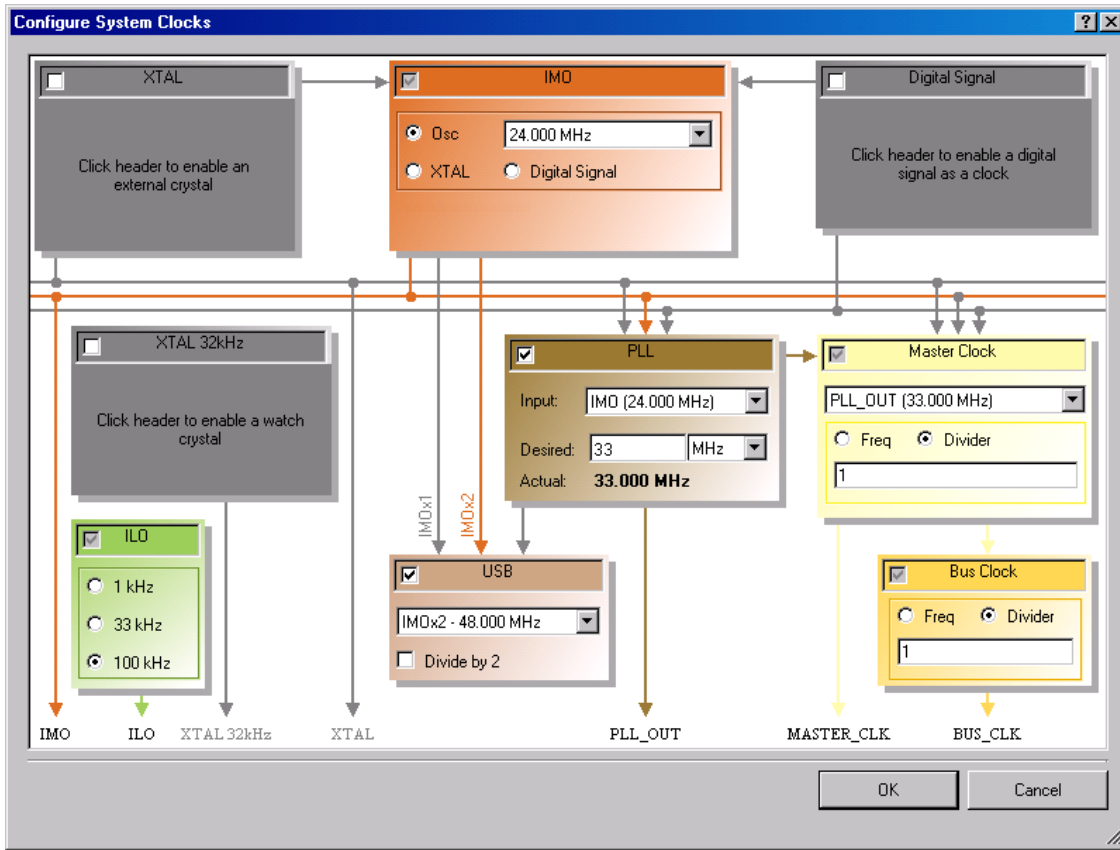 Configure System Clocks
XTAL
Click header to enable an
external crystal
IMO
Osc
24.000 MHz
XTAL
Digital Signal
Digital Signal
Click header to enable a digital
signal as a clock
XTAL 32kHz
Click header to enable a watch
crystal
PLL
Input:
IMO (24.000 MHz)
Desired:
33
MHz
Actual:
33.000 MHz
Master Clock
PLL_OUT (33.000 MHz)
Freq
Divider
1
IMOx1
IMOx2
ILO
1 kHz
33 kHz
100 kHz
USB
IMOx2 - 48.000 MHz
Divide by 2
Bus Clock
Freq
Divider
1
IMO
ILO
XTAL 32kHz
XTAL
PLL_OUT
MASTER_CLK
BUS_CLK
OK
Cancel